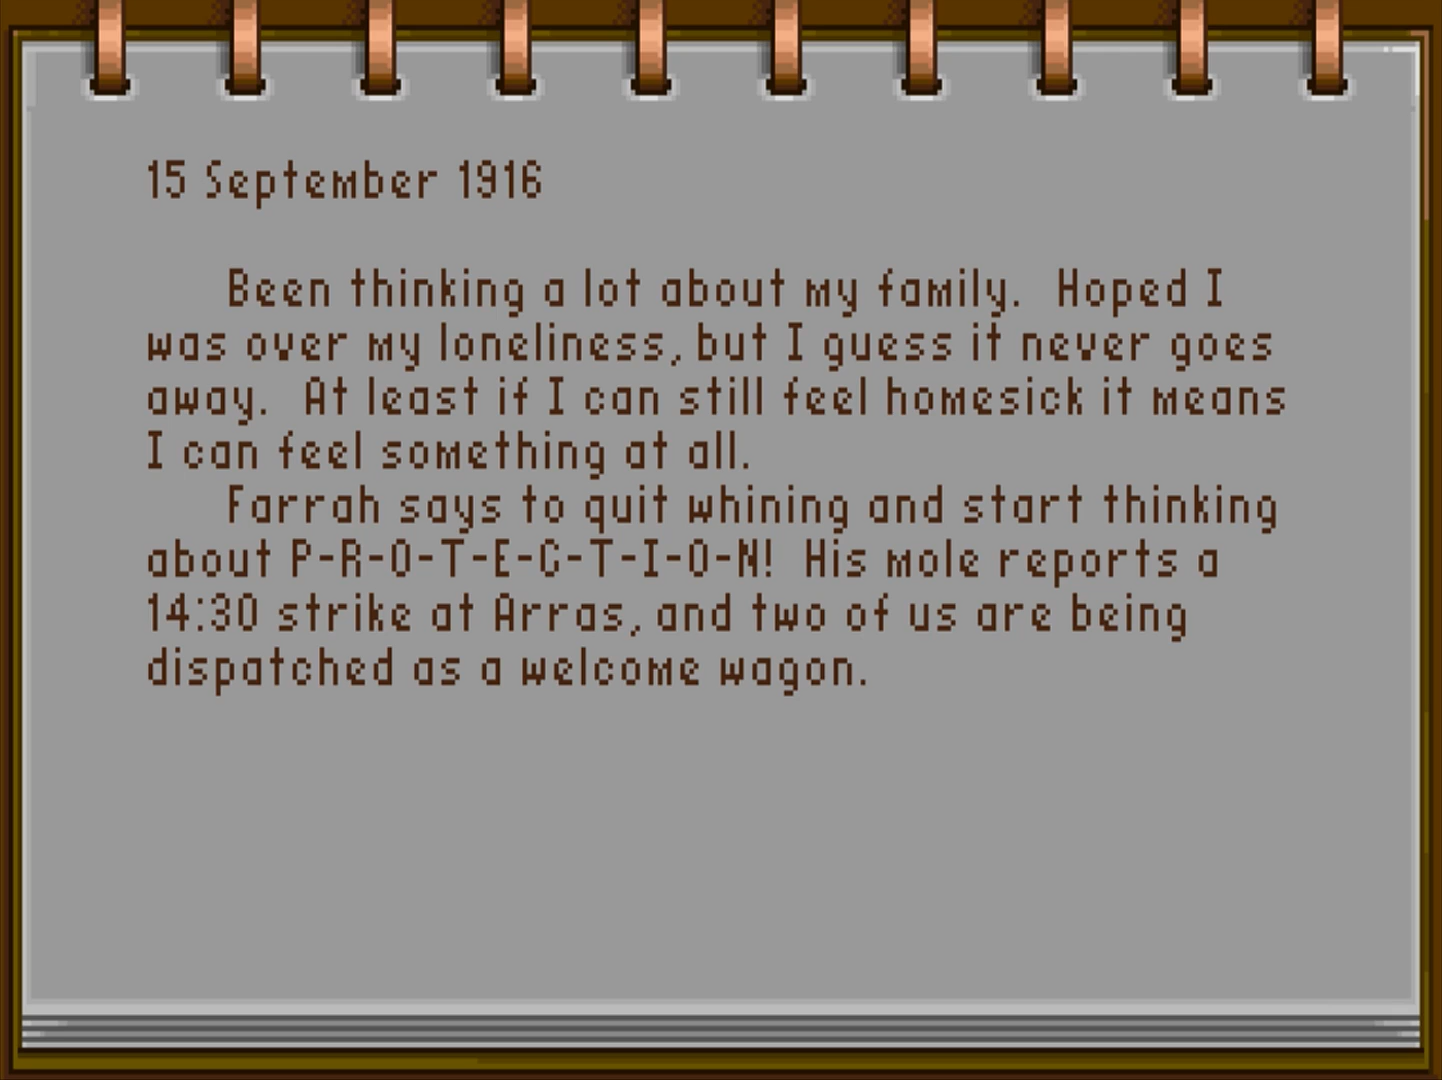 15 September 1916
Been thinking a lot about my family.  Hoped I
was over my loneliness, but I guess it never goes
away.  At least if I can still feel homesick it means
I can feel something at all.
Farrah says to quit whining and start thinking
about P-R-O-T-E-C-T-I-O-N!  His mole reports a
14:30 strike at Arras, and two of us are being
dispatched as a welcome wagon.